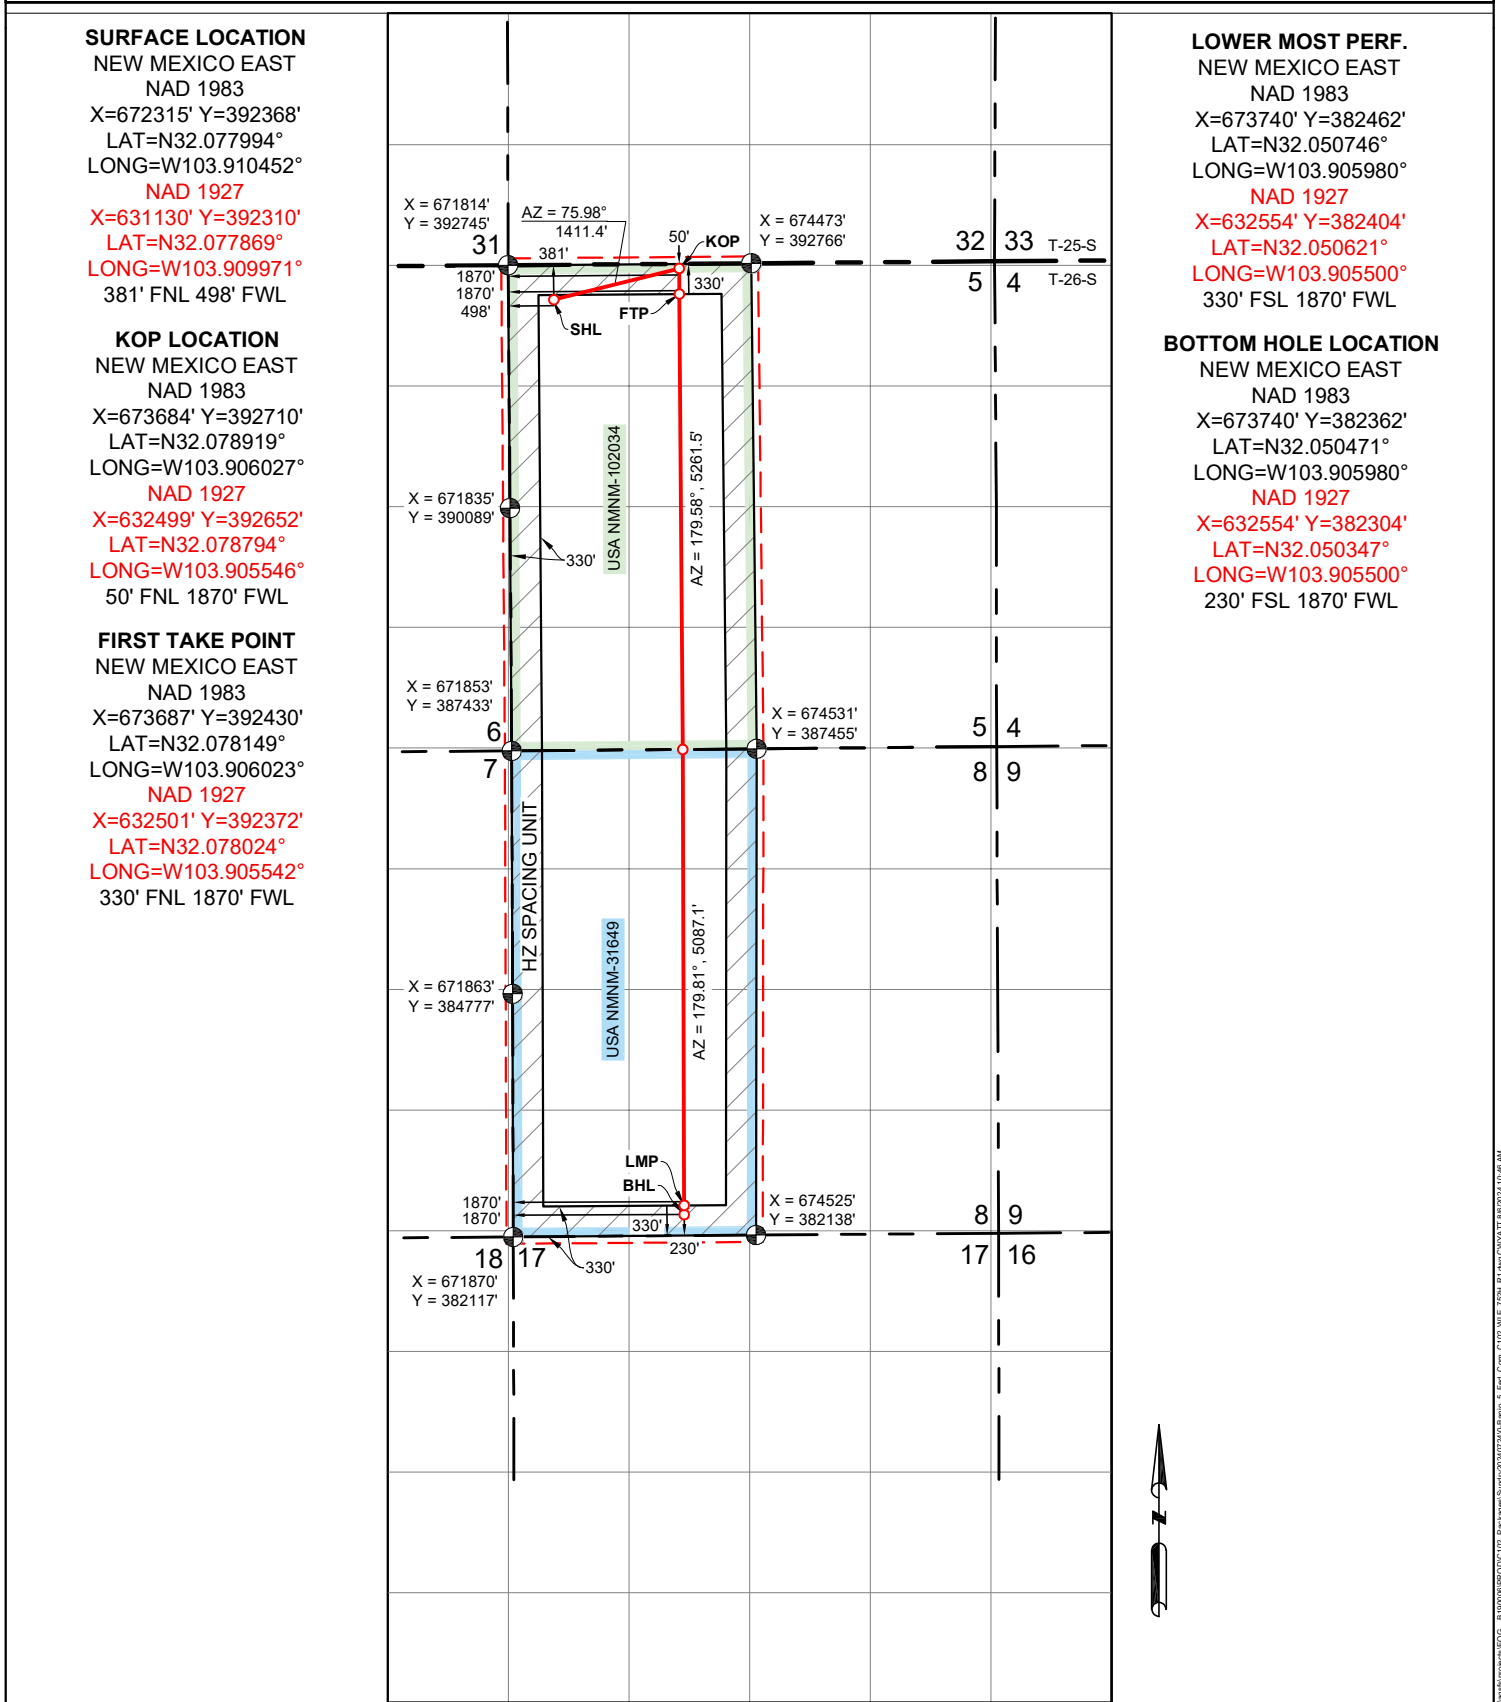 SURFACE LOCATION
NEW MEXICO EAST
NAD 1983
X=672315' Y=392368'
LAT=N32.077994°
LONG=W103.910452°
NAD 1927
X=631130' Y=392310'
LAT=N32.077869°
LONG=W103.909971°
381' FNL 498' FWL
KOP LOCATION
NEW MEXICO EAST
NAD 1983
X=673684' Y=392710'
LAT=N32.078919°
LONG=W103.906027°
NAD 1927
X=632499' Y=392652'
LAT=N32.078794°
LONG=W103.905546°
50' FNL 1870' FWL
FIRST TAKE POINT
NEW MEXICO EAST
NAD 1983
X=673687' Y=392430'
LAT=N32.078149°
LONG=W103.906023°
NAD 1927
X=632501' Y=392372'
LAT=N32.078024°
LONG=W103.905542°
330' FNL 1870' FWL
X = 671814'
Y = 392745'
AZ = 75.98°
1411.4'
X = 674473'
Y = 392766'
31
381'
50'
KOP
32 33 T-25-S
5 4 T-26-S
1870'
1870'
498'
330'
SHL
FTP
USA NMNM-102034
AZ = 179.58°, 5261.5'
X = 671835'
Y = 390089'
330'
X = 671853'
Y = 387433'
X = 674531'
Y = 387455'
6
7
5 4
8 9
HZ SPACING UNIT
USA NMNM-31649
AZ = 179.81°, 5087.1'
X = 671863'
Y = 384777'
LMP
BHL
1870'
1870'
330'
230'
X = 674525'
Y = 382138'
18 17
330'
8 9
17 16
X = 671870'
Y = 382117'
LOWER MOST PERF.
NEW MEXICO EAST
NAD 1983
X=673740' Y=382462'
LAT=N32.050746°
LONG=W103.905980°
NAD 1927
X=632554' Y=382404'
LAT=N32.050621°
LONG=W103.905500°
330' FSL 1870' FWL
BOTTOM HOLE LOCATION
NEW MEXICO EAST
NAD 1983
X=673740' Y=382362'
LAT=N32.050471°
LONG=W103.905980°
NAD 1927
X=632554' Y=382304'
LAT=N32.050347°
LONG=W103.905500°
230' FSL 1870' FWL